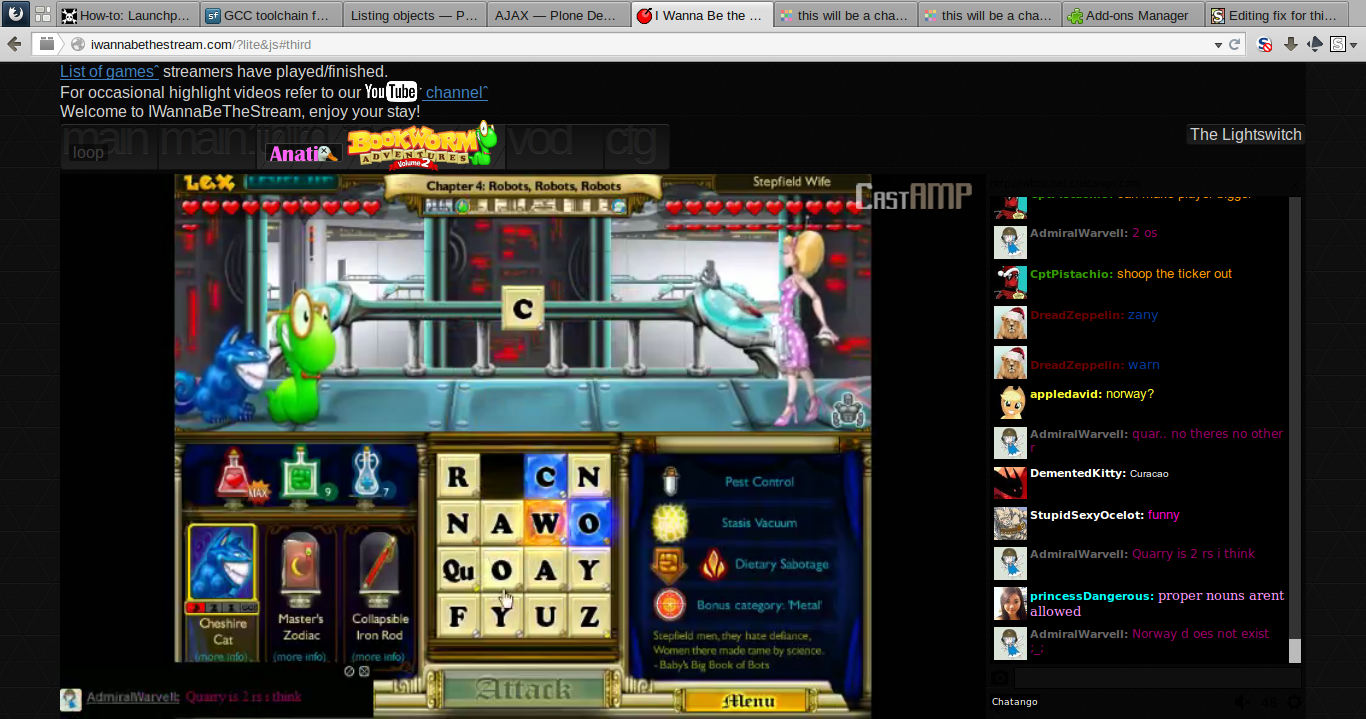 How-to: Launchp...
GCC toolchain f...
Listing objects — P...
AJAX — Plone De...
I Wanna Be the ...
this will be a cha...
this will be a cha...
Add-ons Manager
Editing fix for thi...
iwannabethestream.com/?lite&js#third
List of gamesˆ streamers have played/finished.
For occasional highlight videos refer to our YouTube channelˆ
Welcome to IWannaBeTheStream, enjoy your stay!
main
main
vod
ctg
loop
Anati
BOOKWORM
ADVENTURES
Volume 2
The Lightswitch
LEX
Chapter 4: Robots, Robots, Robots
Stepfield Wife
CASTAMP
C
R C N
N A W O
Qu O A Y
F Y U Z
MAX
9
7
Cheshire
Cat
(more info)
Master's
Zodiac
(more info)
Collapsible
Iron Rod
(more info)
Pest Control
Stasis Vacuum
Dietary Sabotage
Bonus category: 'Metal'
Stepfield men, they hate defiance,
Women there made tame by science.
- Baby's Big Book of Bots
Attack
Menu
AdmiralWarvell: Quarry is 2 rs i think
AdmiralWarvell: 2 os
CptPistachio: shoop the ticker out
DreadZeppelin: zany
DreadZeppelin: warn
appledavid: norway?
AdmiralWarvell: quar.. no theres no other
r
DementedKitty: Curacao
StupidSexyOcelot: funny
AdmiralWarvell: Quarry is 2 rs i think
princessDangerous: proper nouns arent
allowed
AdmiralWarvell: Norway d oes not exist
;_;
Chatango